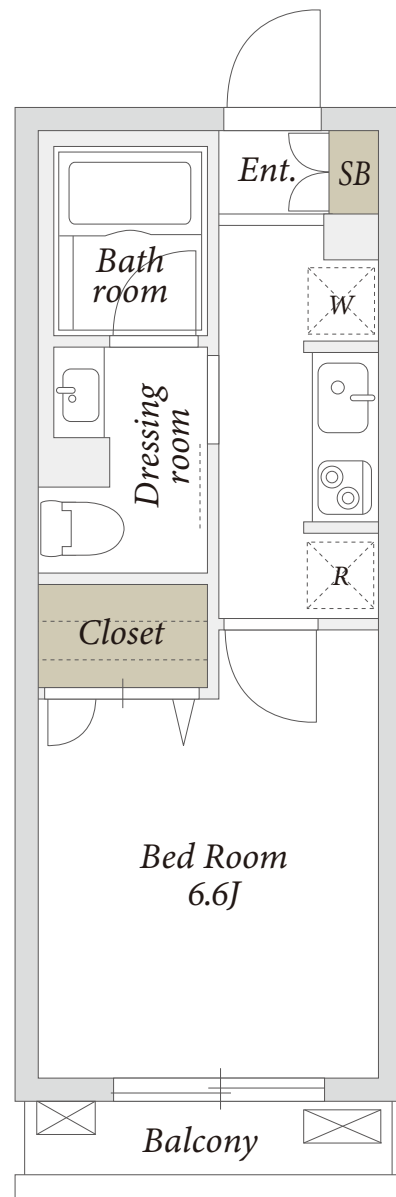 Ent.
SB
Bath
room
W
Dressing
room
R
Closet
Bed Room
6.6J
Balcony